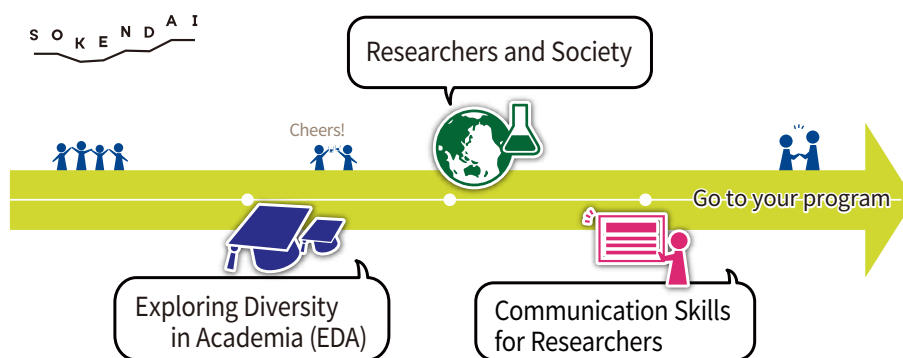 SOKENDAI
Researchers and Society
Cheers!
Go to your program
Exploring Diversity
in Academia (EDA)
Communication Skills
for Researchers